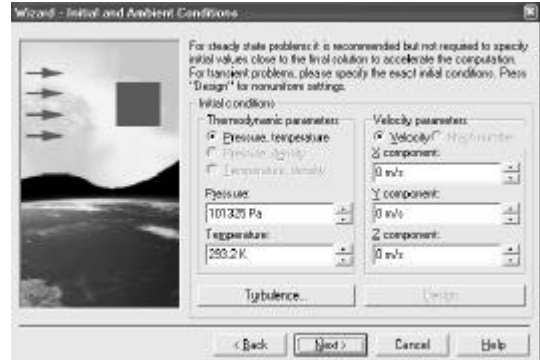 Wizard - Initial and Ambient Conditions
For steady state problems it is recommended but not required to specify
initial values close to the final solution to accelerate the computation.
For transient problems, please specify the exact initial conditions. Press
"Design" for nonuniform settings.
Initial conditions
Thermodynamic parameters
Pressure, temperature
Pressure, density
Temperature, density
Pressure:
101325 Pa
Temperature:
293.2 K
Turbulence...
Velocity parameters
Velocity
Mach number
X component:
0 m/s
Y component:
0 m/s
Z component:
0 m/s
Design
< Back
Next >
Cancel
Help